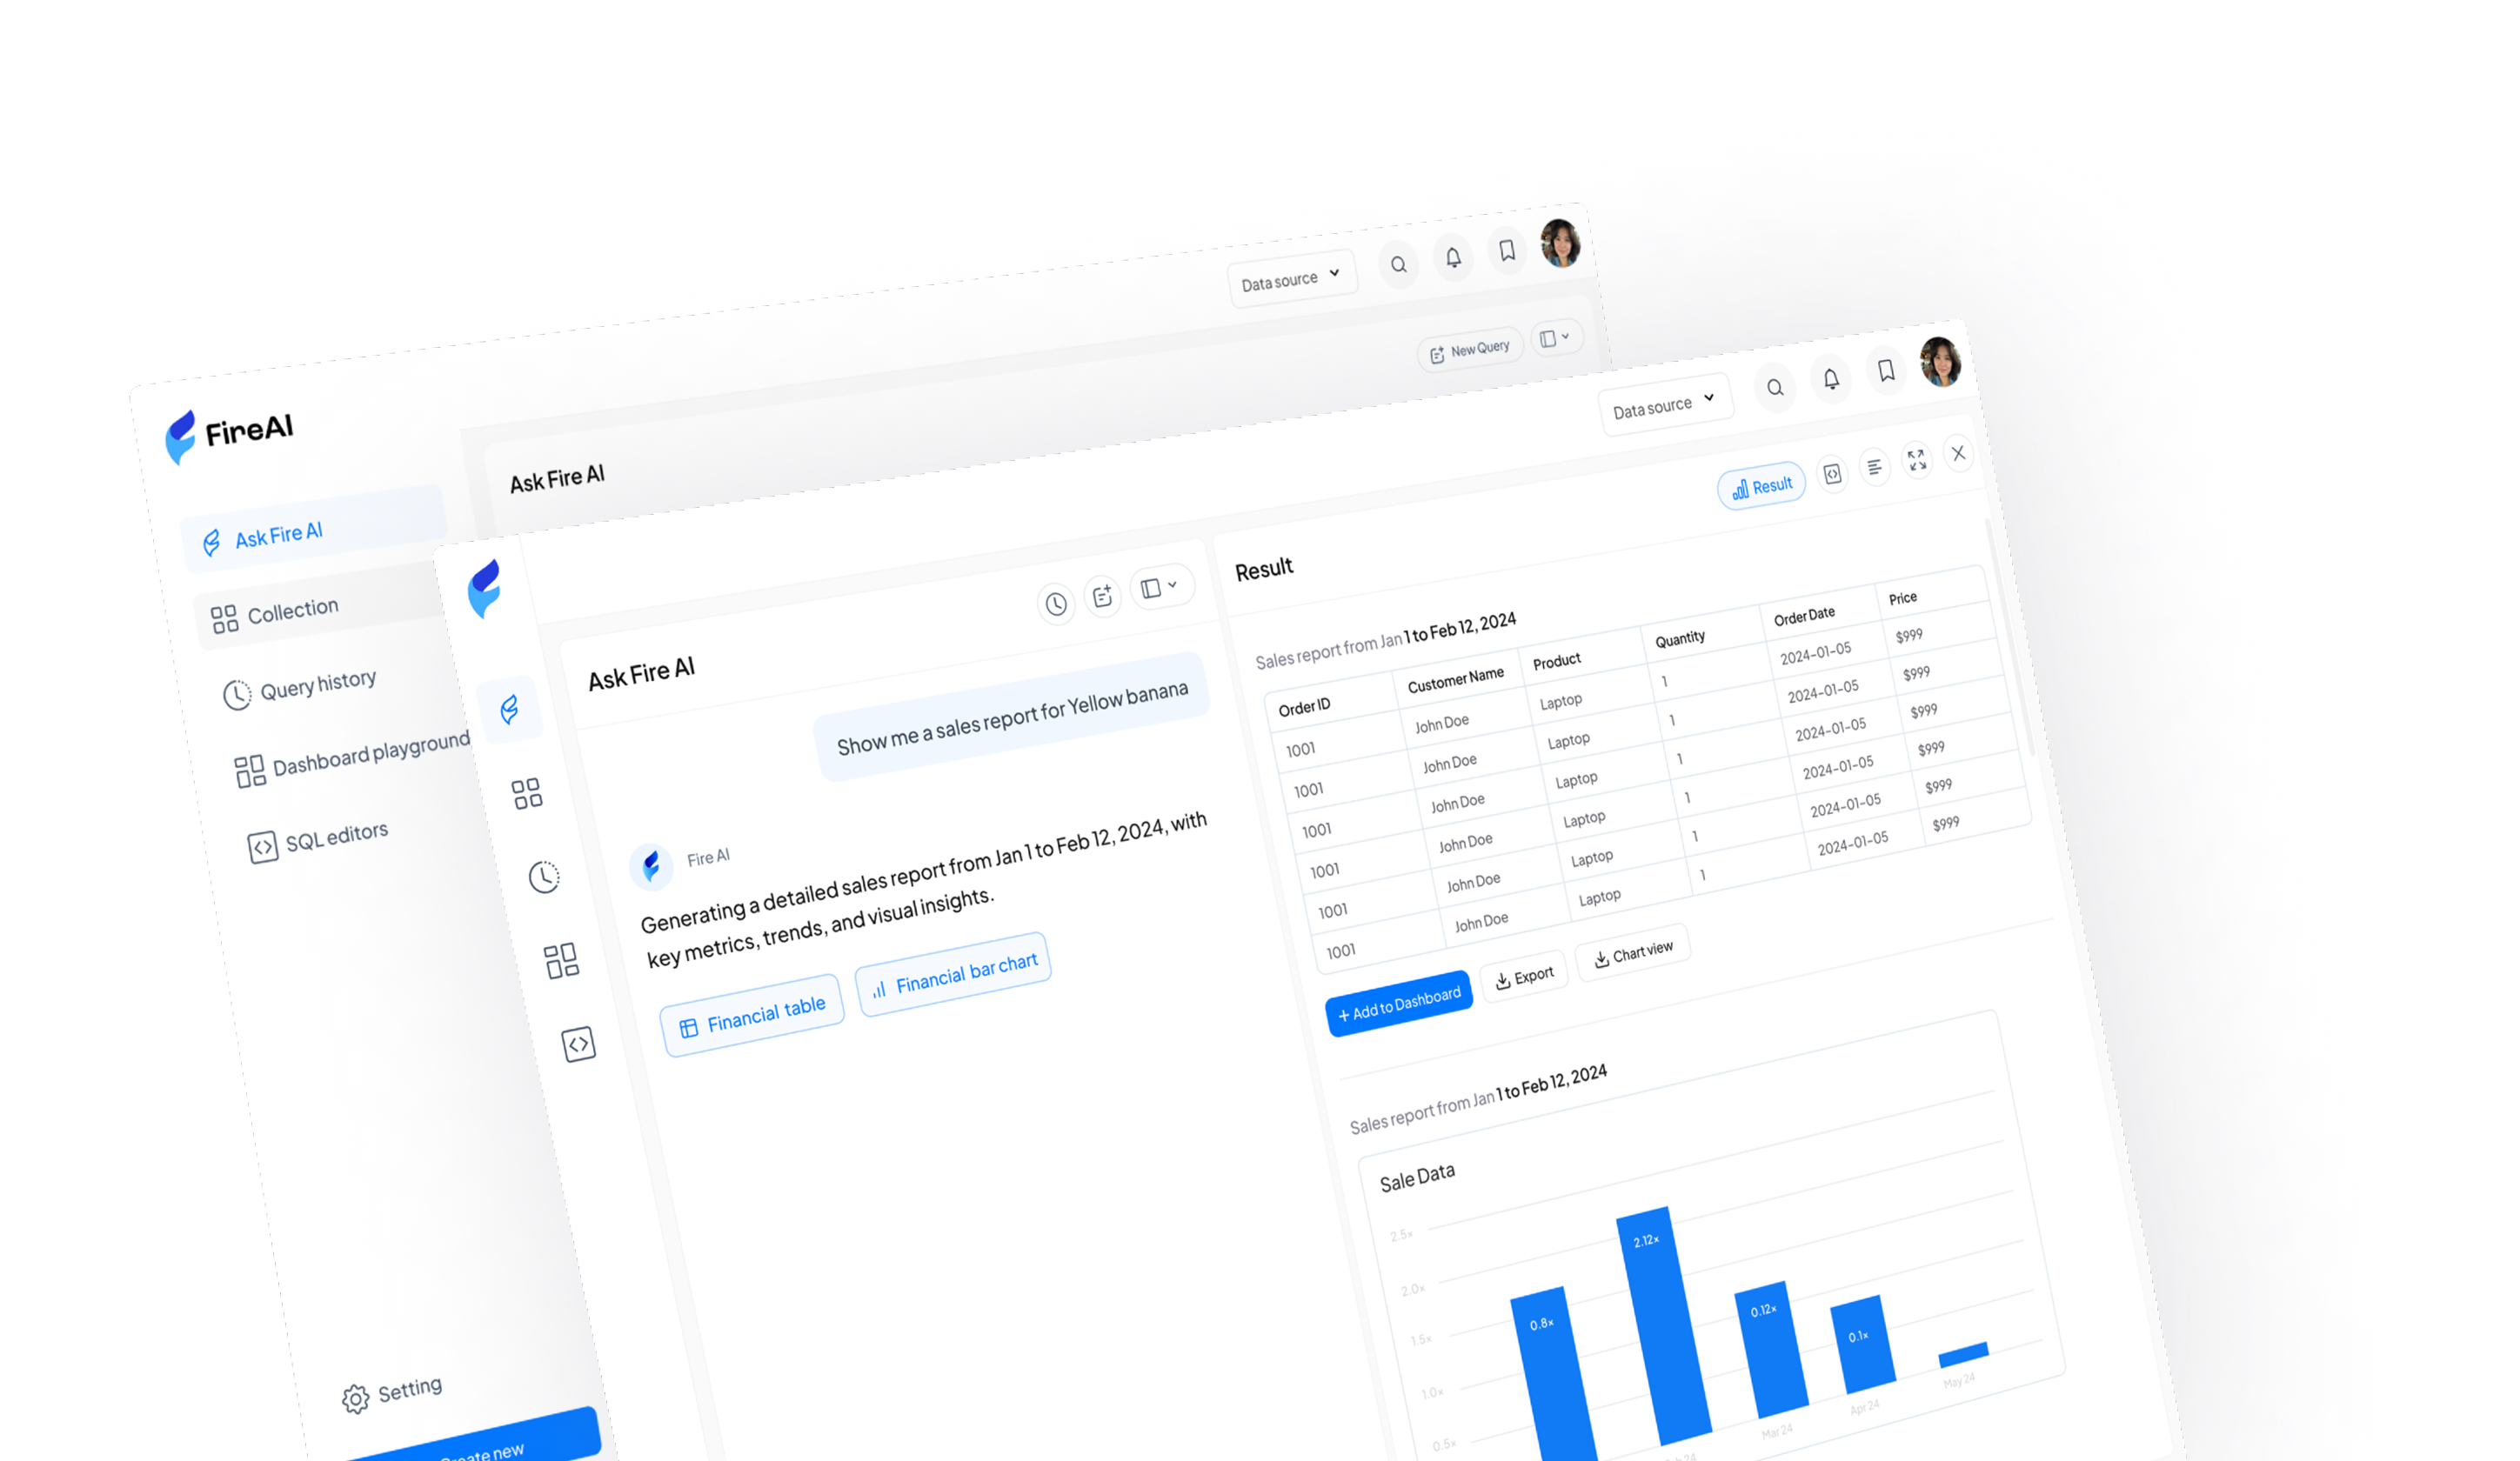 FireAI
Data source
New Query
Ask Fire AI
Ask Fire AI
Collection
Query history
Dashboard playground
SQL editors
Setting
Data source
Ask Fire AI
Show me a sales report for Yellow banana
Fire AI
Generating a detailed sales report from Jan 1 to Feb 12, 2024, with
key metrics, trends, and visual insights.
Financial table
Financial bar chart
Result
Result
Sales report from Jan 1 to Feb 12, 2024
Order ID Customer Name Product Quantity Order Date Price
1001 John Doe Laptop 1 2024-01-05 $999
1001 John Doe Laptop 1 2024-01-05 $999
1001 John Doe Laptop 1 2024-01-05 $999
1001 John Doe Laptop 1 2024-01-05 $999
1001 John Doe Laptop 1 2024-01-05 $999
1001 John Doe Laptop 1 2024-01-05 $999
+ Add to Dashboard
Export
Chart view
Sales report from Jan 1 to Feb 12, 2024
Sale Data
2.5x
2.0x
1.5x
1.0x
0.5x
0.8x
2.12x
0.12x
0.1x
Mar 24
Apr 24
May 24
new